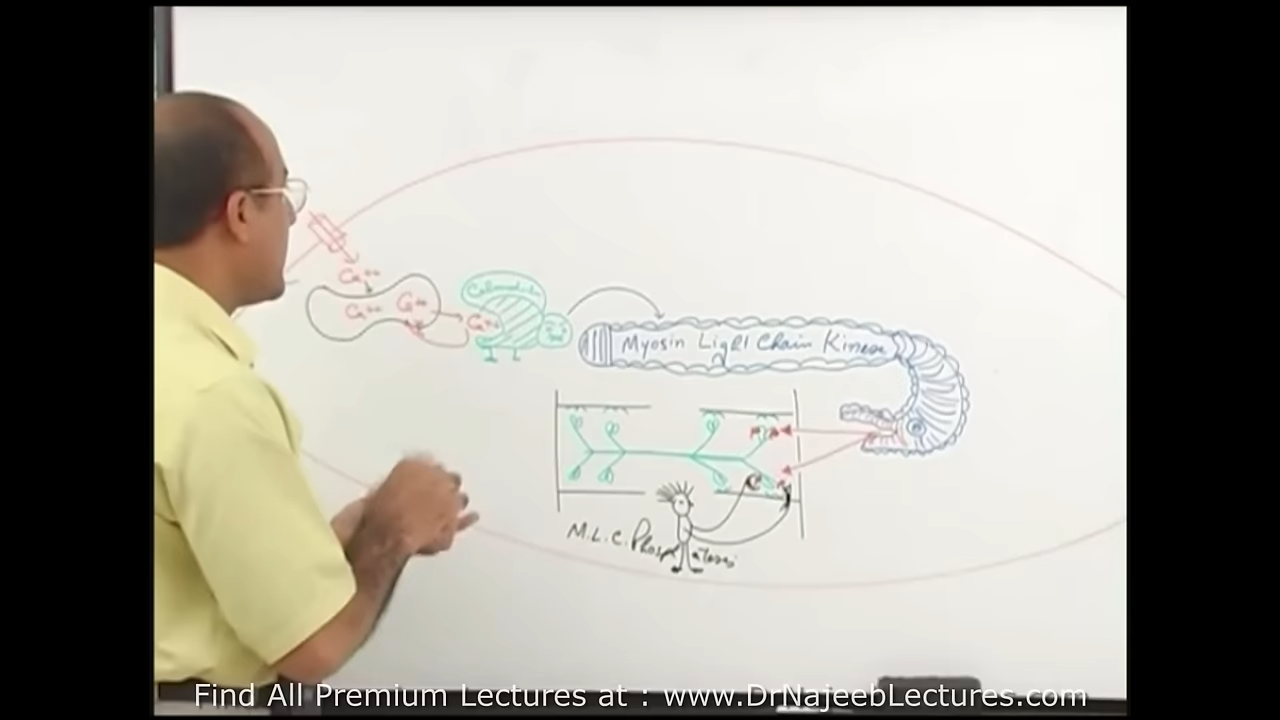 Ca++
Ca++ Ca++ Ca++
Calmodulin
Myosin Light Chain Kinase
M.L.C. Phosphatase
Find All Premium Lectures at : www.DrNajeebLectures.com